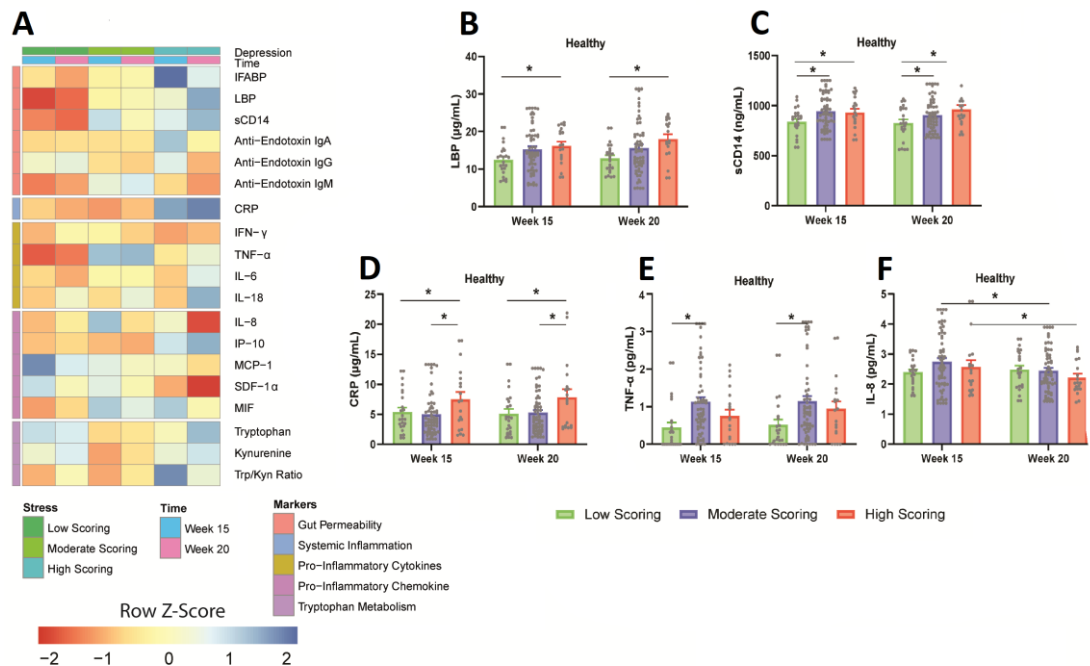 A
Depression
Time
IFABP
LBP
sCD14
Anti-Endotoxin IgA
Anti-Endotoxin IgG
Anti-Endotoxin IgM
CRP
IFN-γ
TNF-α
IL-6
IL-18
IL-8
IP-10
MCP-1
SDF-1α
MIF
Tryptophan
Kynurenine
Trp/Kyn Ratio
Stress
Low Scoring
Moderate Scoring
High Scoring
Time
Week 15
Week 20
Markers
Gut Permeability
Systemic Inflammation
Pro-Inflammatory Cytokines
Pro-Inflammatory Chemokine
Tryptophan Metabolism
Row Z-Score
-2 -1 0 1 2
B
Healthy
LBP (µg/mL)
40
30
20
10
0
* *
Week 15 Week 20
C
Healthy
sCD14 (ng/mL)
1500
1000
500
0
* * * *
Week 15 Week 20
D
Healthy
CRP (µg/mL)
25
20
15
10
5
0
* * * *
Week 15 Week 20
E
Healthy
TNF-α (pg/mL)
4
3
2
1
0
* *
Week 15 Week 20
F
Healthy
IL-8 (pg/mL)
5
4
3
2
1
0
* *
Week 15 Week 20
Low Scoring Moderate Scoring High Scoring